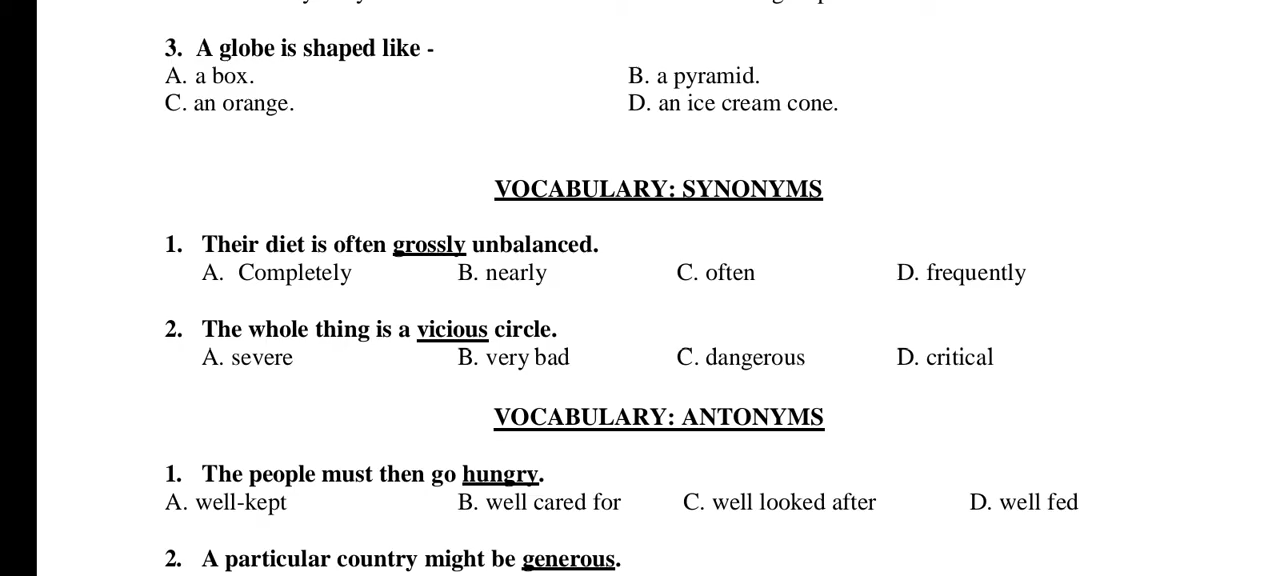 3. A globe is shaped like -
A. a box. B. a pyramid.
C. an orange. D. an ice cream cone.
VOCABULARY: SYNONYMS
1. Their diet is often grossly unbalanced.
A. Completely B. nearly C. often D. frequently
2. The whole thing is a vicious circle.
A. severe B. very bad C. dangerous D. critical
VOCABULARY: ANTONYMS
1. The people must then go hungry.
A. well-kept B. well cared for C. well looked after D. well fed
2. A particular country might be generous.